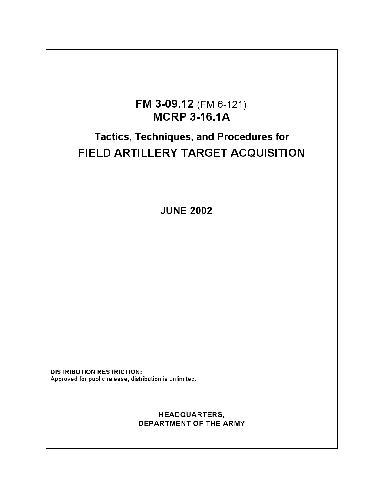 FM 3-09.12 (FM 6-121)
MCRP 3-16.1A
Tactics, Techniques, and Procedures for
FIELD ARTILLERY TARGET ACQUISITION
JUNE 2002
DISTRIBUTION RESTRICTION:
Approved for public release, distribution is unlimited.
HEADQUARTERS,
DEPARTMENT OF THE ARMY